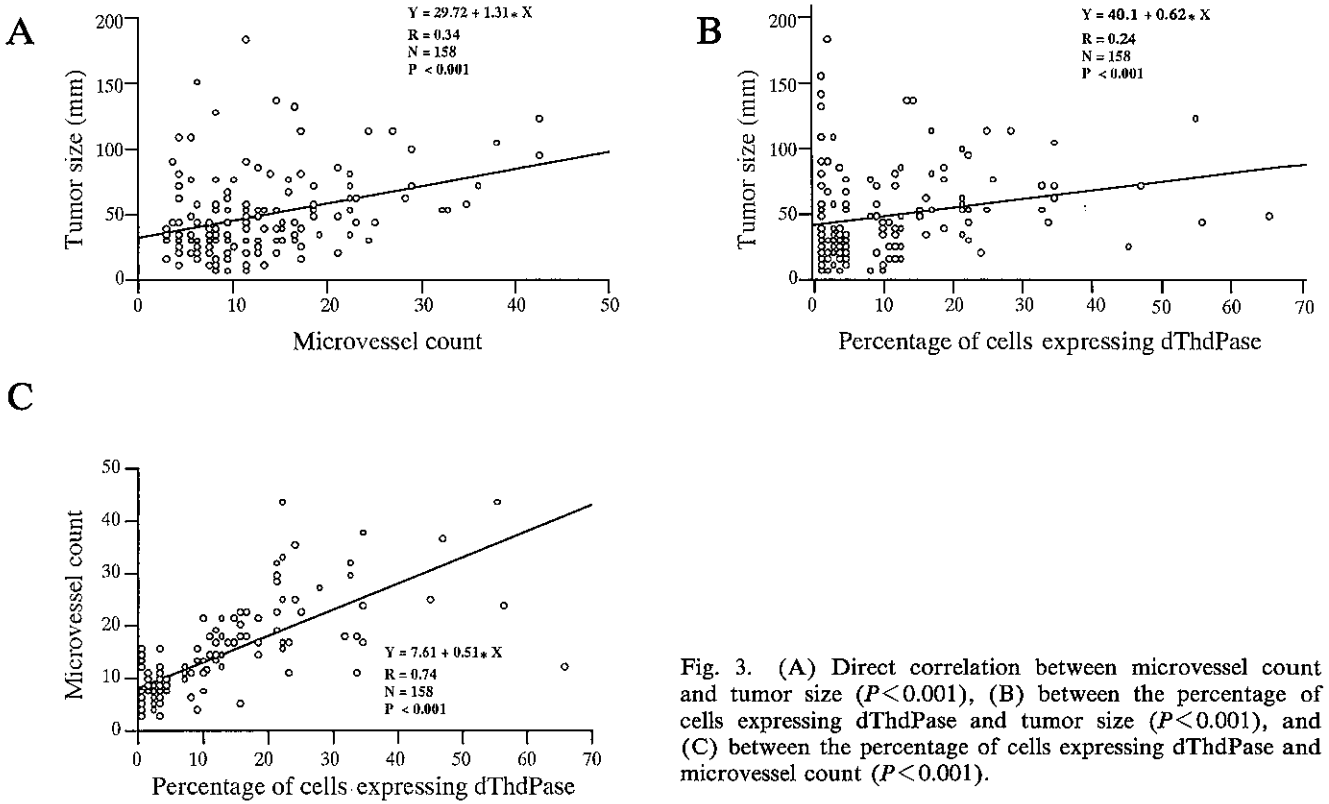 A
Y = 29.72 + 1.31* X
R = 0.34
N = 158
P < 0.001
Tumor size (mm)
200
150
100
50
0
0 10 20 30 40 50
Microvessel count
B
Y = 40.1 + 0.62* X
R = 0.24
N = 158
P < 0.001
Tumor size (mm)
200
150
100
50
0
0 10 20 30 40 50 60 70
Percentage of cells expressing dThdPase
C
Microvessel count
50
40
30
20
10
0
Y = 7.61 + 0.51* X
R = 0.74
N = 158
P < 0.001
0 10 20 30 40 50 60 70
Percentage of cells expressing dThdPase
Fig. 3. (A) Direct correlation between microvessel count
and tumor size (P<0.001), (B) between the percentage of
cells expressing dThdPase and tumor size (P<0.001), and
(C) between the percentage of cells expressing dThdPase and
microvessel count (P<0.001).